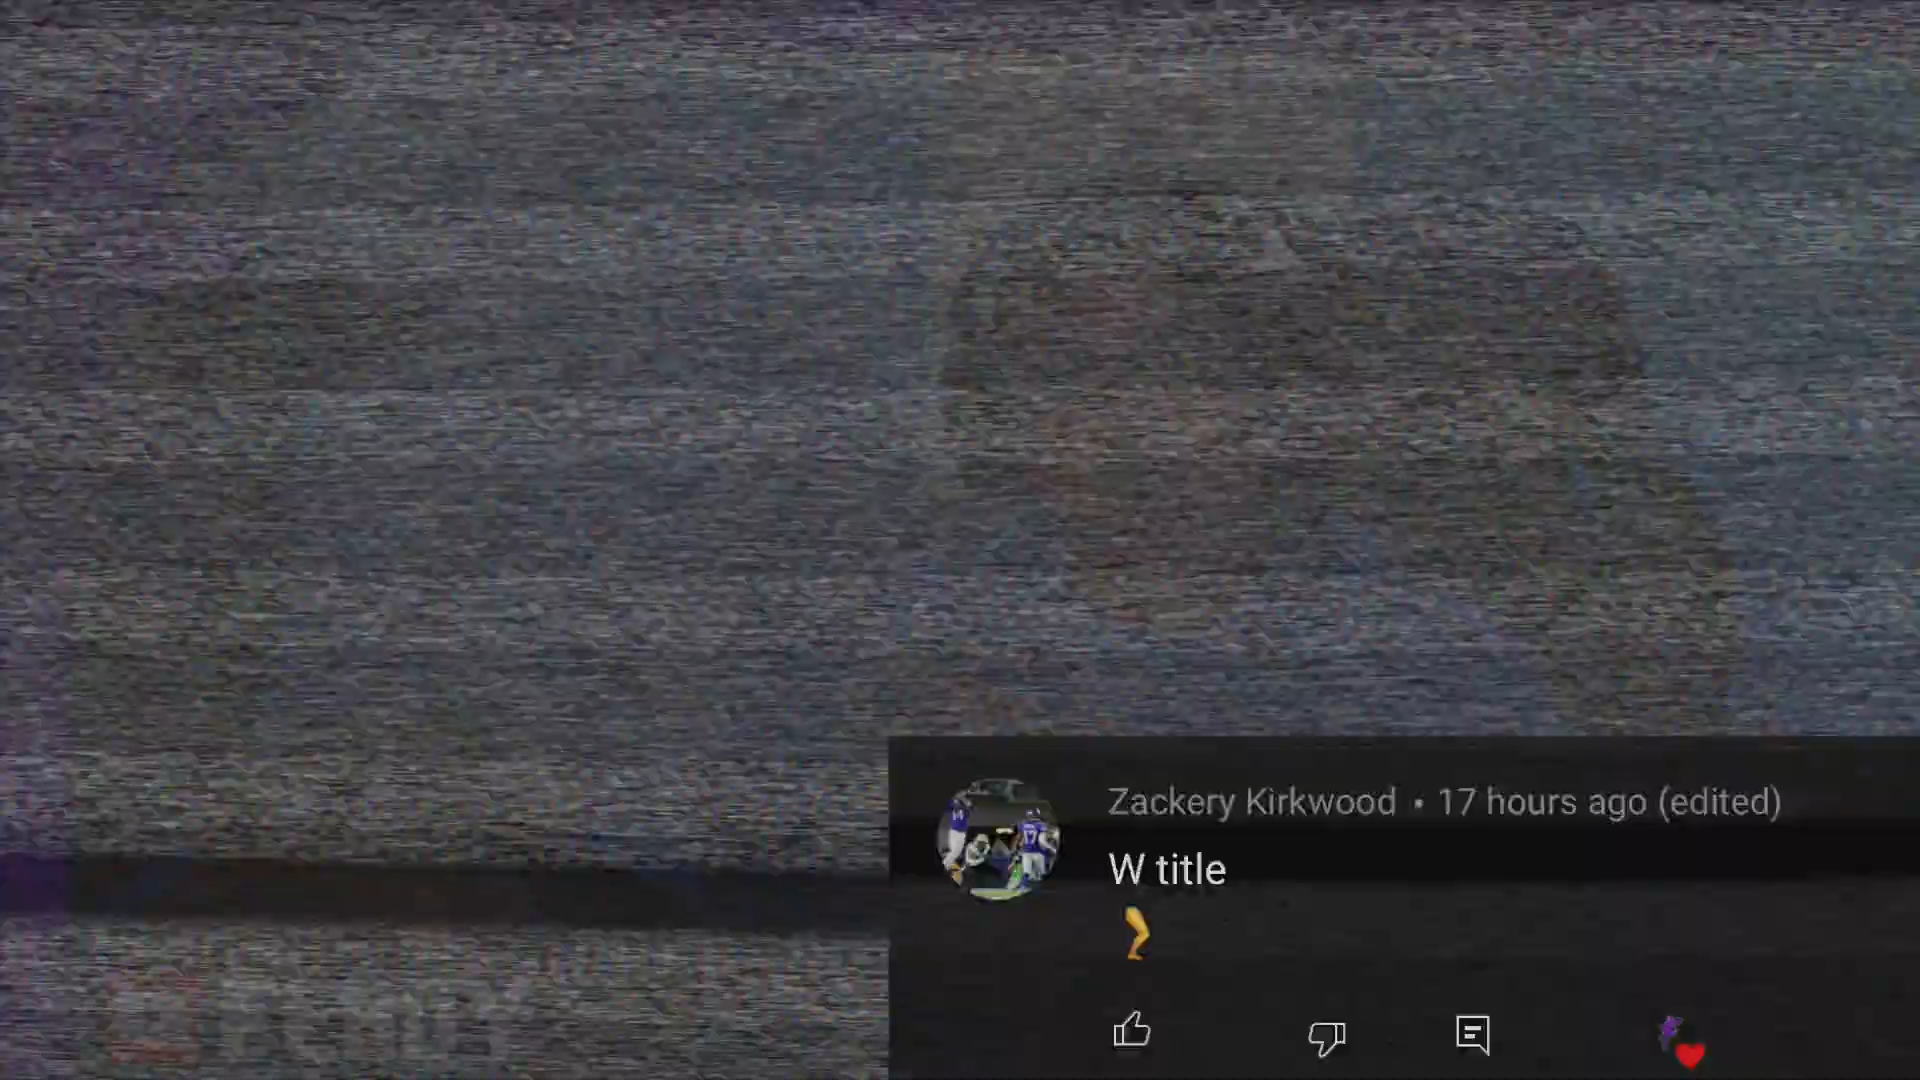 Zackery Kirkwood • 17 hours ago (edited)
W title
🦵